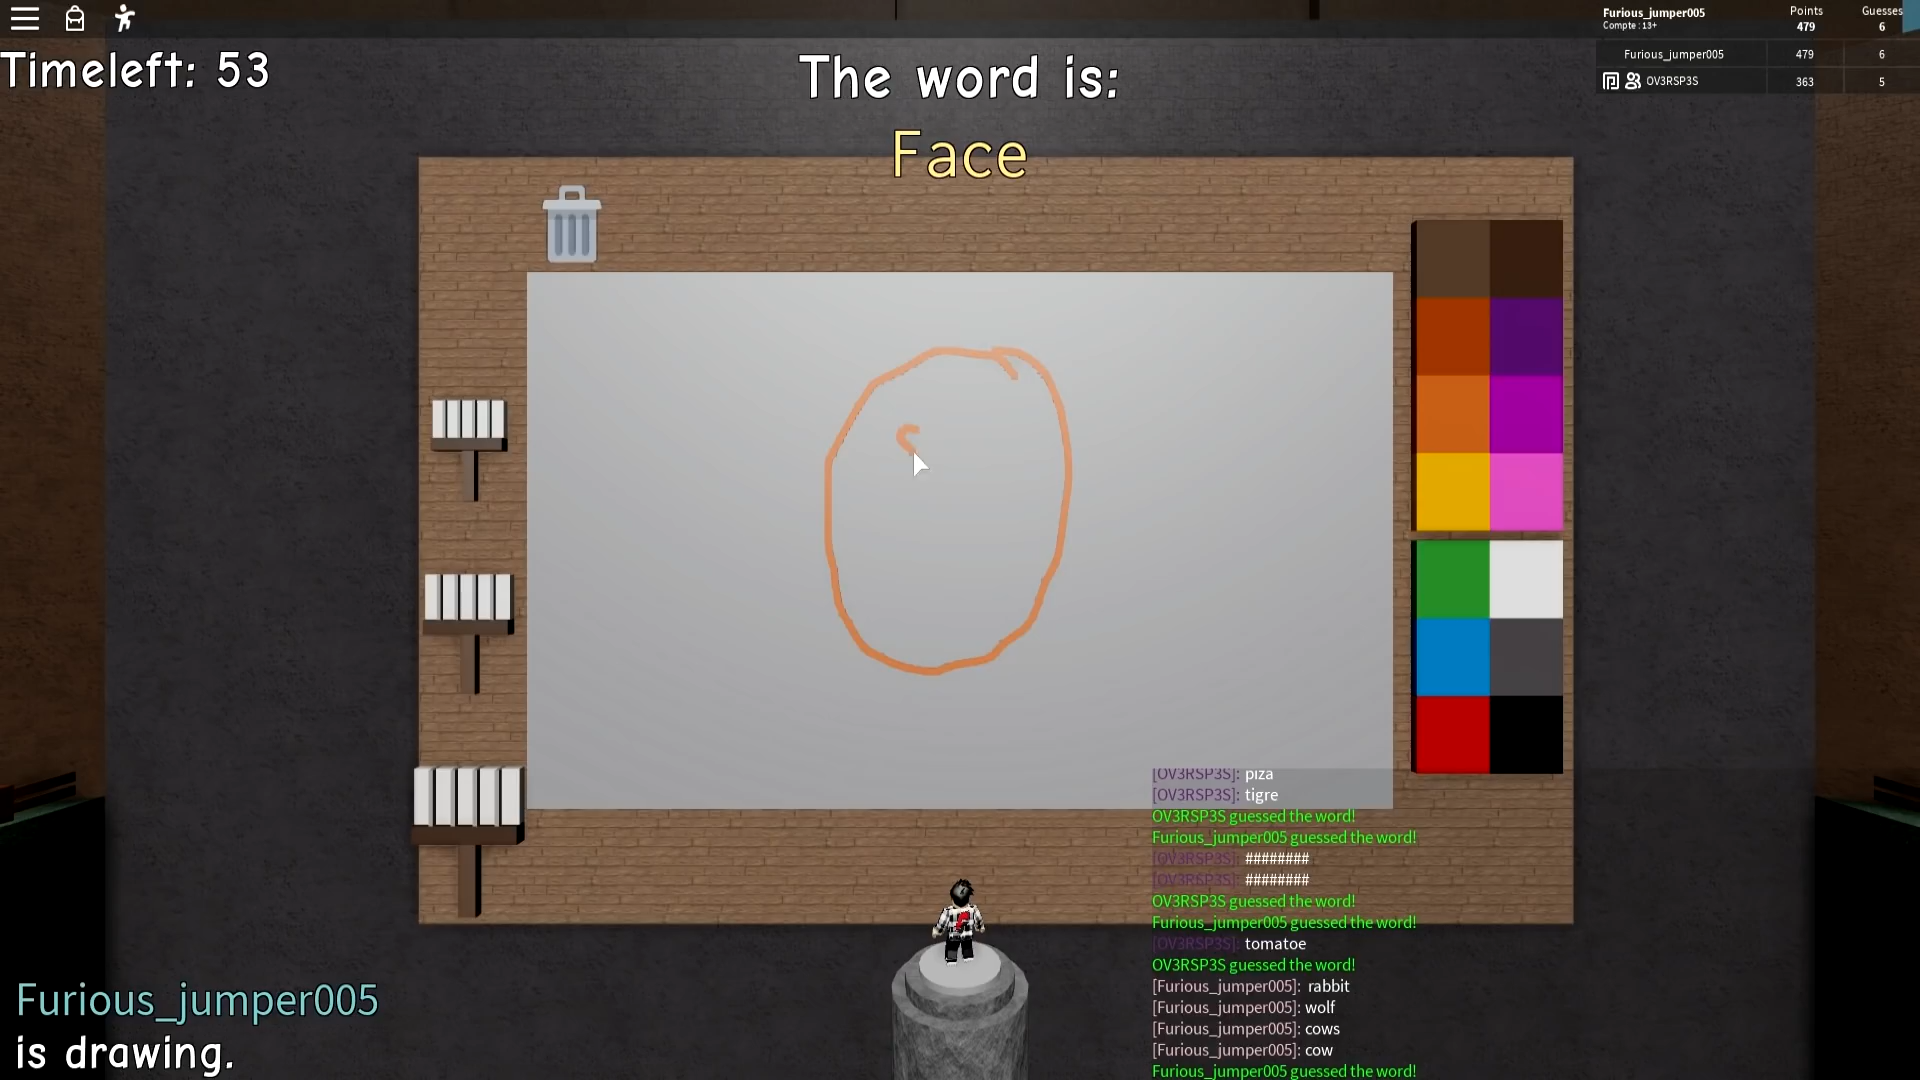 Timeleft: 53
The word is:
Face
Furious_jumper005
Compte : 13+
Points
479
Guesses
6
Furious_jumper005 479 6
OV3RSP3S 363 5
[OV3RSP3S]: piza
[OV3RSP3S]: tigre
OV3RSP3S guessed the word!
Furious_jumper005 guessed the word!
[OV3RSP3S]: ########
[OV3RSP3S]: ########
OV3RSP3S guessed the word!
Furious_jumper005 guessed the word!
[OV3RSP3S]: tomatoe
OV3RSP3S guessed the word!
[Furious_jumper005]: rabbit
[Furious_jumper005]: wolf
[Furious_jumper005]: cows
[Furious_jumper005]: cow
Furious_jumper005 guessed the word!
Furious_jumper005
is drawing.